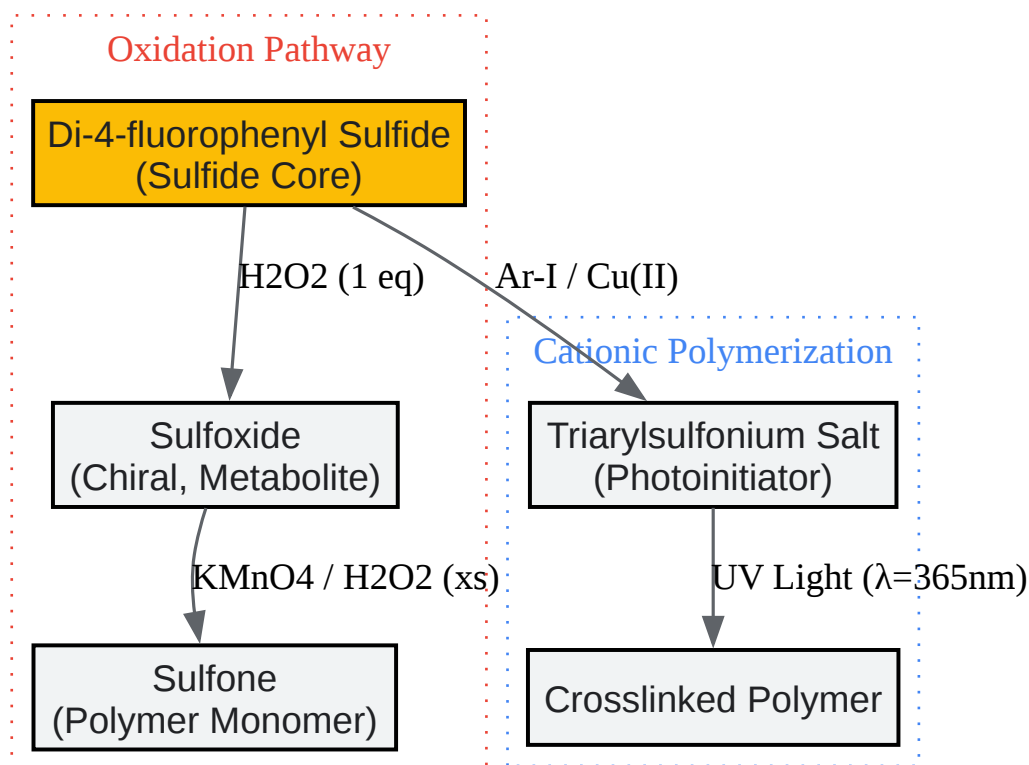 Oxidation Pathway
Di-4-fluorophenyl Sulfide
(Sulfide Core)
H2O2 (1 eq)
Ar-I / Cu(II)
Cationic Polymerization
Sulfoxide
(Chiral, Metabolite)
Triarylsulfonium Salt
(Photoinitiator)
KMnO4 / H2O2 (xs)
UV Light (λ=365nm)
Sulfone
(Polymer Monomer)
Crosslinked Polymer